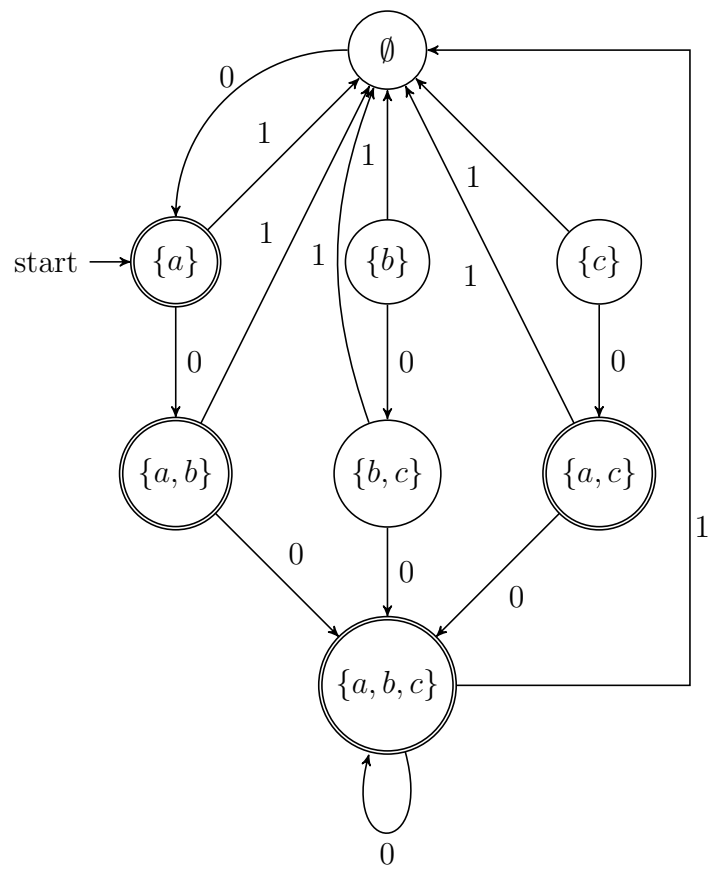 ∅
0
1
1
1
start
{a}
{b}
{c}
1
1
1
0
0
0
{a, b}
{b, c}
{a, c}
1
0
0
0
{a, b, c}
0